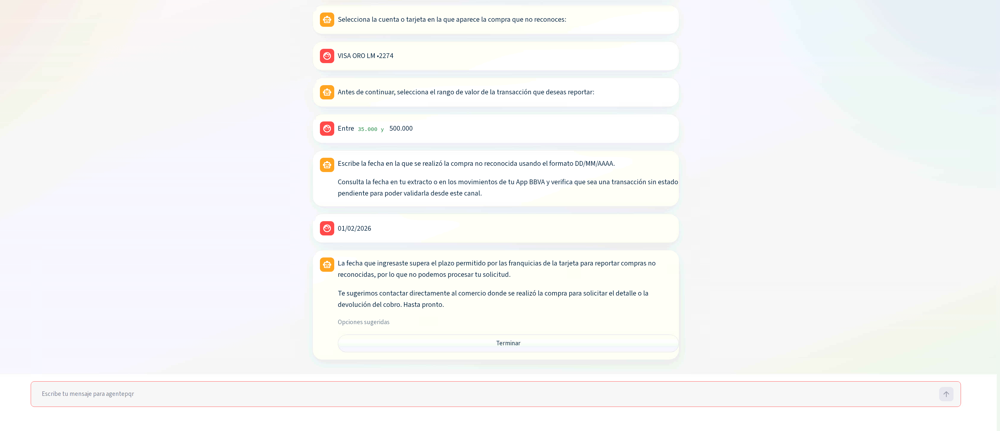 Selecciona la cuenta o tarjeta en la que aparece la compra que no reconoces:
VISA ORO LM •2274
Antes de continuar, selecciona el rango de valor de la transacción que deseas reportar:
Entre 35.000 y 500.000
Escribe la fecha en la que se realizó la compra no reconocida usando el formato DD/MM/AAAA.
Consulta la fecha en tu extracto o en los movimientos de tu App BBVA y verifica que sea una transacción sin estado
pendiente para poder validarla desde este canal.
01/02/2026
La fecha que ingresaste supera el plazo permitido por las franquicias de la tarjeta para reportar compras no
reconocidas, por lo que no podemos procesar tu solicitud.
Te sugerimos contactar directamente al comercio donde se realizó la compra para solicitar el detalle o la
devolución del cobro. Hasta pronto.
Opciones sugeridas
Terminar
Escribe tu mensaje para agentepqr